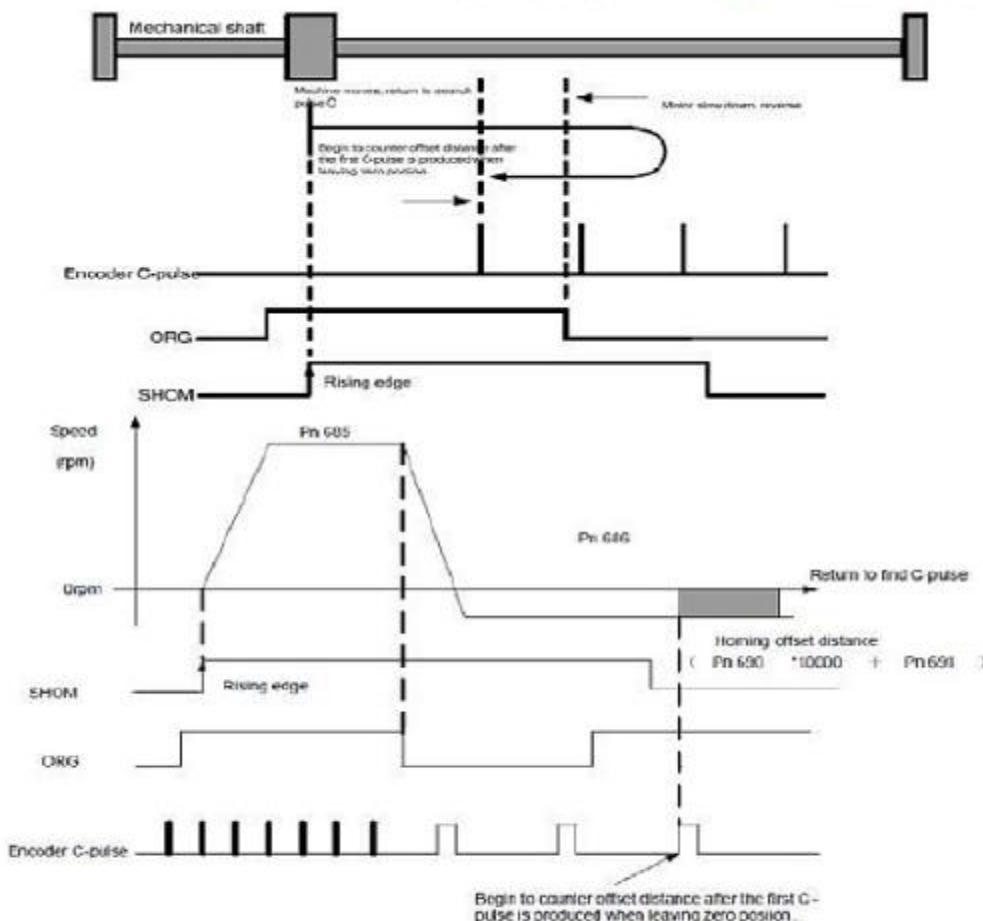 Mechanical shaft
Machine moves, return to search
pulse C
Motor slow down, reverse
Begin to counter offset distance after
the first C-pulse is produced when
leaving zero position
Encoder C-pulse
ORG
Rising edge
SHOM
Speed
(rpm)
Pn 685
Pn 686
0rpm
Return to find C-pulse
Homing offset distance
( Pn 690 *10000 + Pn 691 )
SHOM
Rising edge
ORG
Encoder C-pulse
Begin to counter offset distance after the first C-
pulse is produced when leaving zero position.